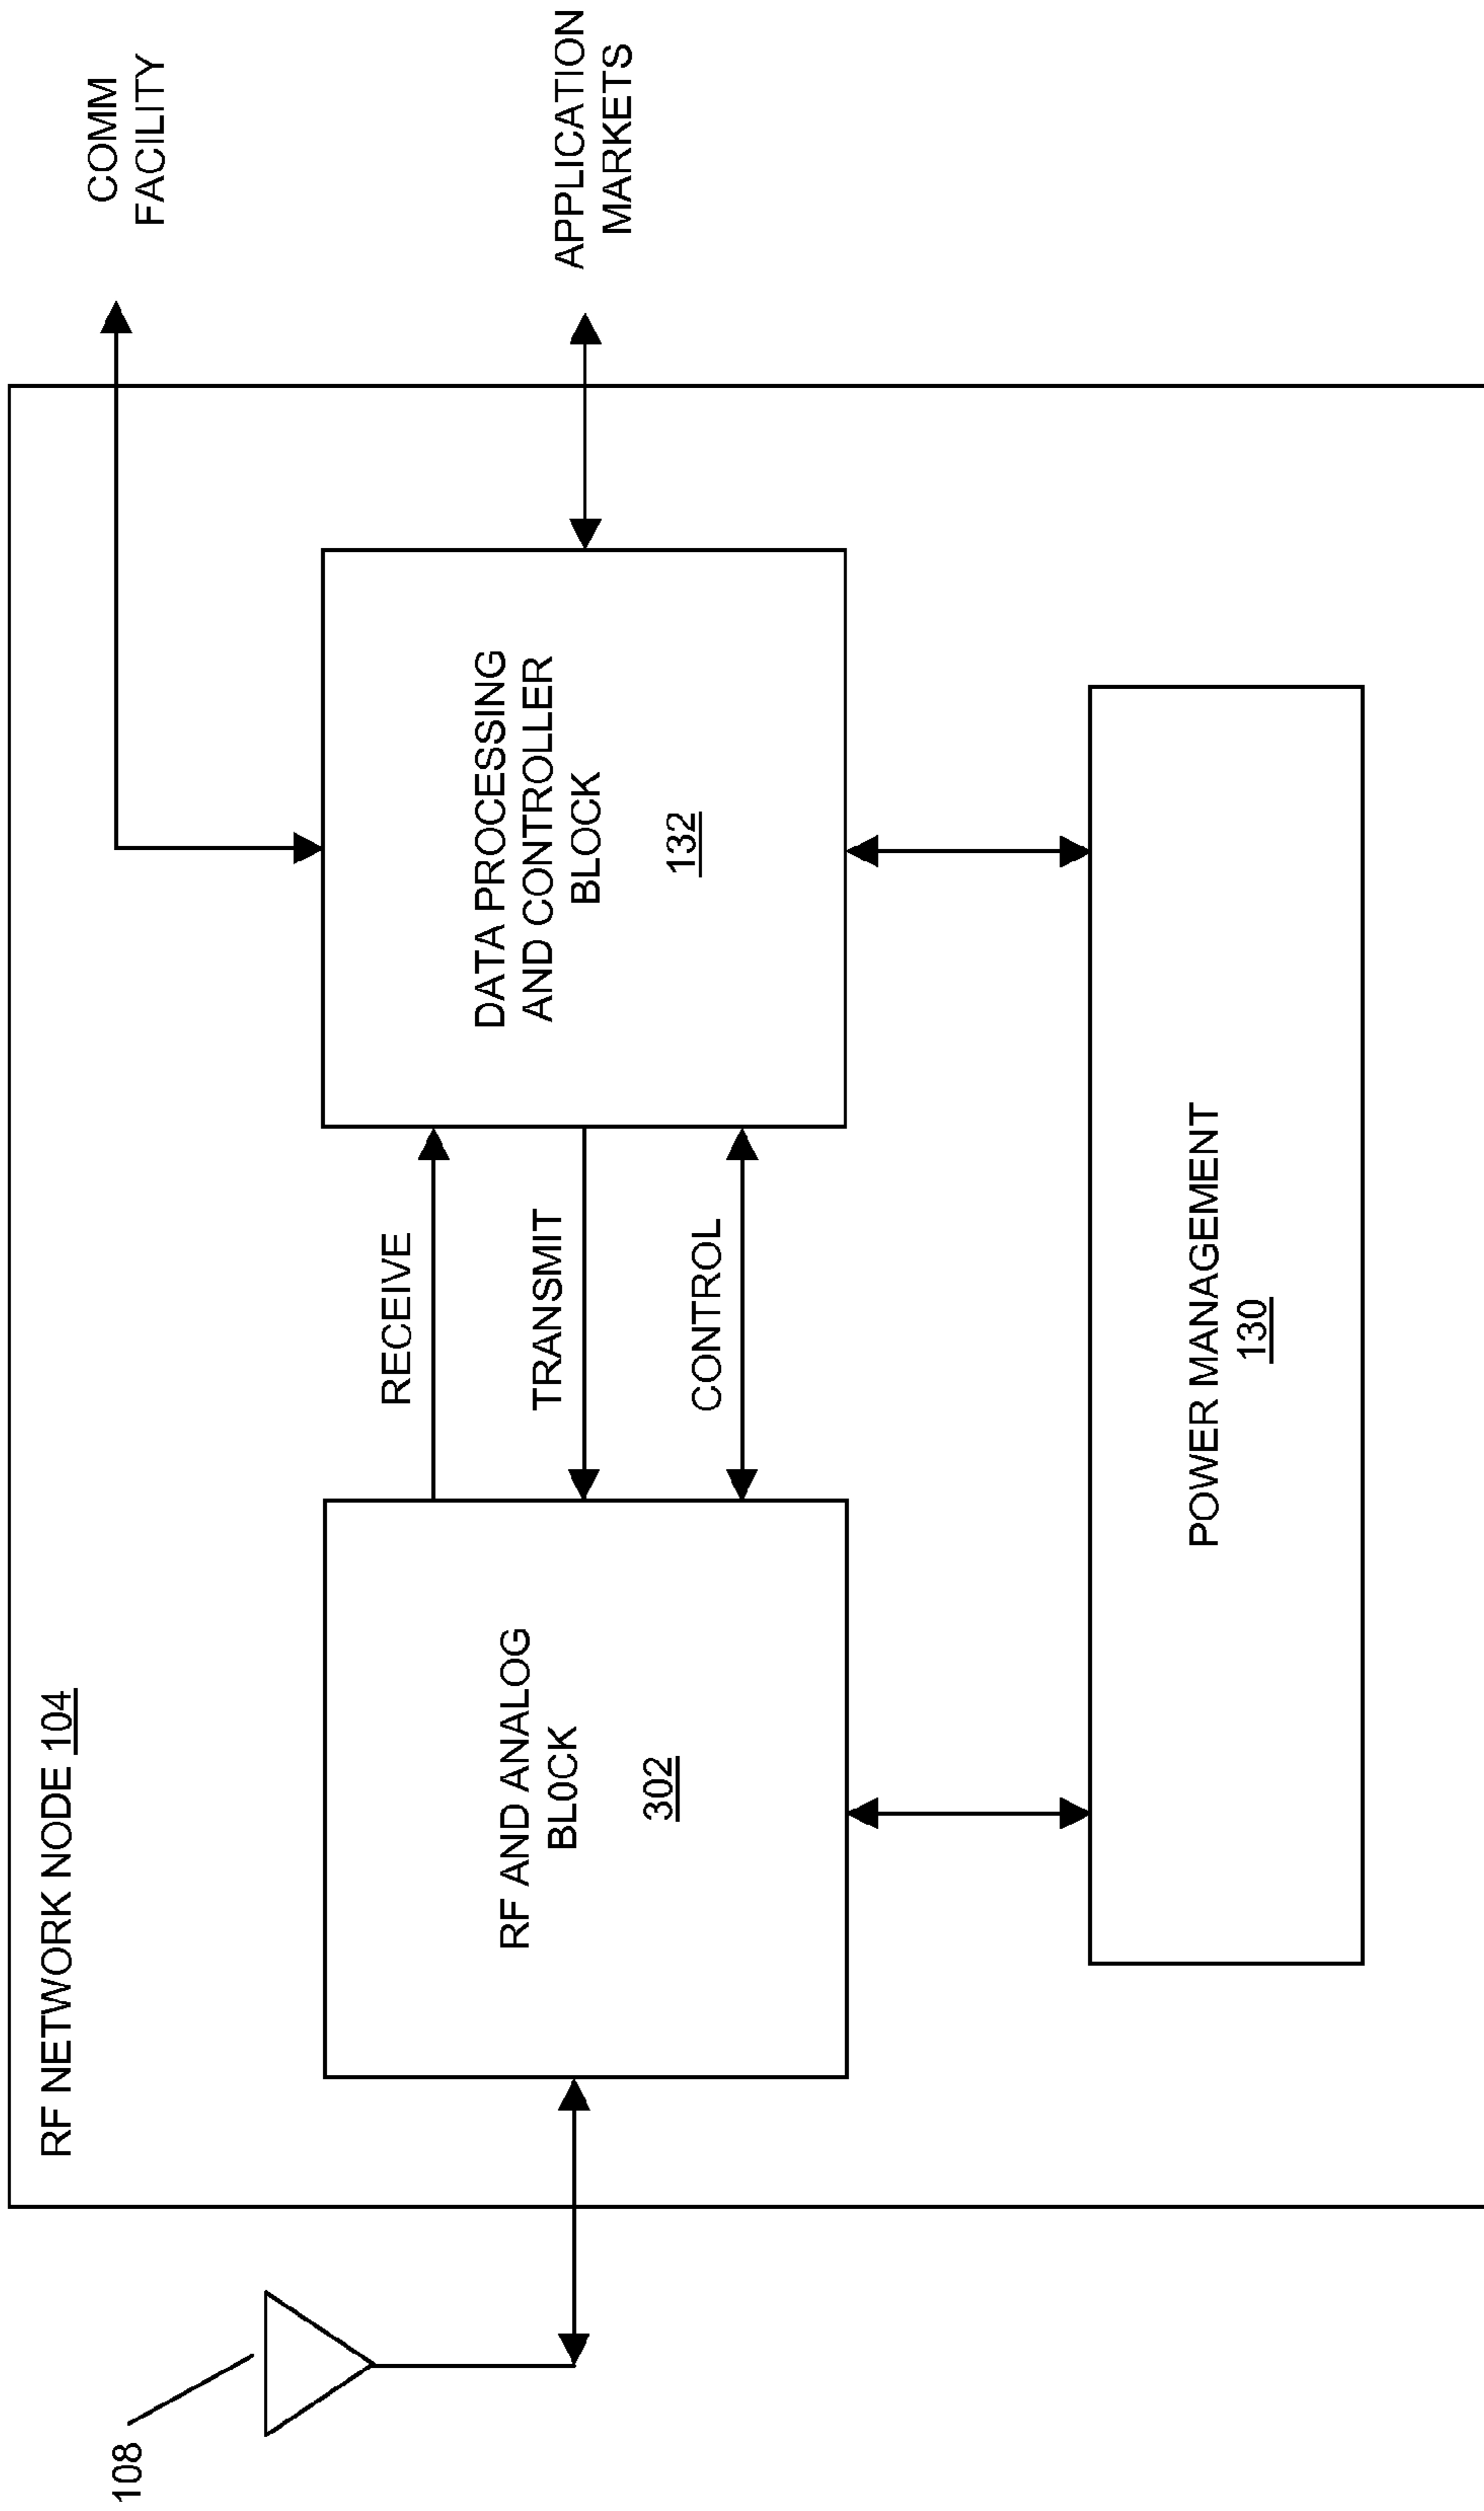 RF NETWORK NODE 104
COMM
FACILITY
108
RF AND ANALOG
BLOCK
302
RECEIVE
TRANSMIT
CONTROL
DATA PROCESSING
AND CONTROLLER
BLOCK
132
APPLICATION
MARKETS
POWER MANAGEMENT
130